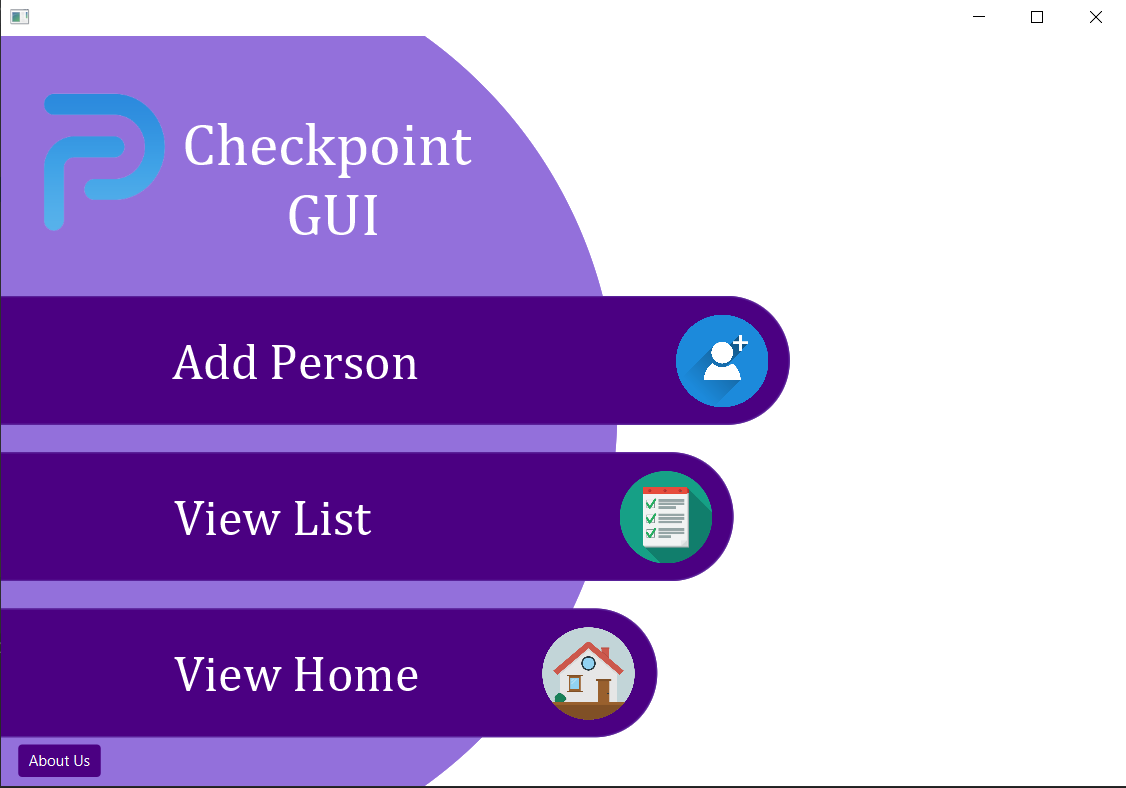 Checkpoint
GUI
Add Person
View List
View Home
About Us